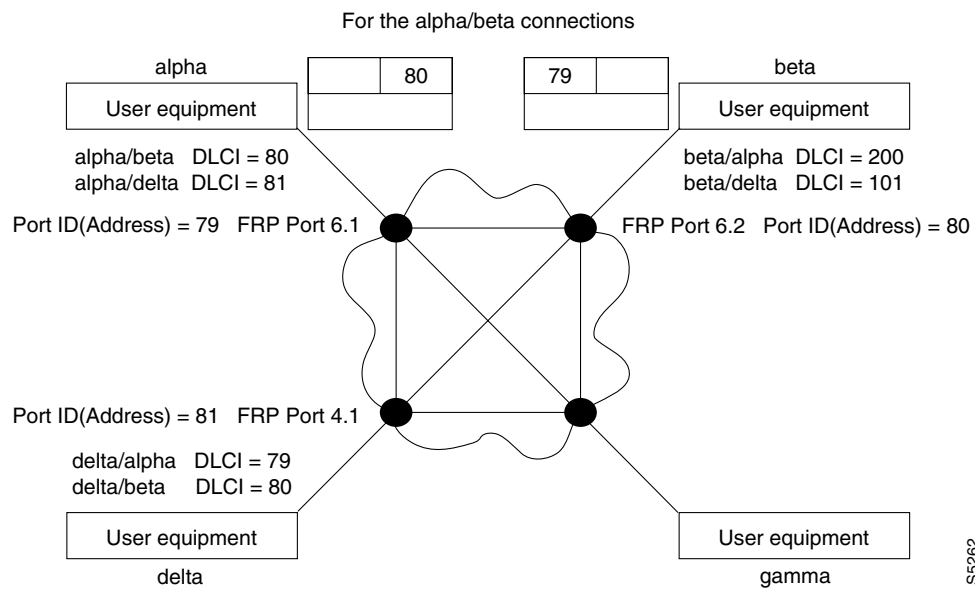 For the alpha/beta connections
alpha
80
79
beta
User equipment
User equipment
alpha/beta DLCI = 80
alpha/delta DLCI = 81
beta/alpha DLCI = 200
beta/delta DLCI = 101
Port ID(Address) = 79 FRP Port 6.1
FRP Port 6.2 Port ID(Address) = 80
Port ID(Address) = 81 FRP Port 4.1
delta/alpha DLCI = 79
delta/beta DLCI = 80
User equipment
User equipment
delta
gamma
S5262